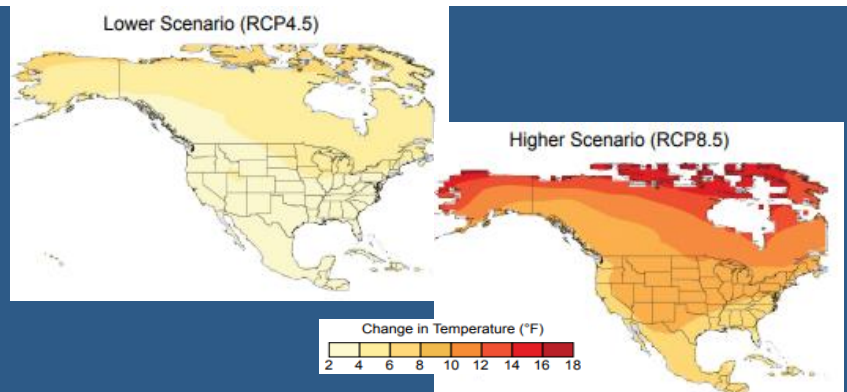 Lower Scenario (RCP4.5)
Higher Scenario (RCP8.5)
Change in Temperature (°F)
2 4 6 8 10 12 14 16 18